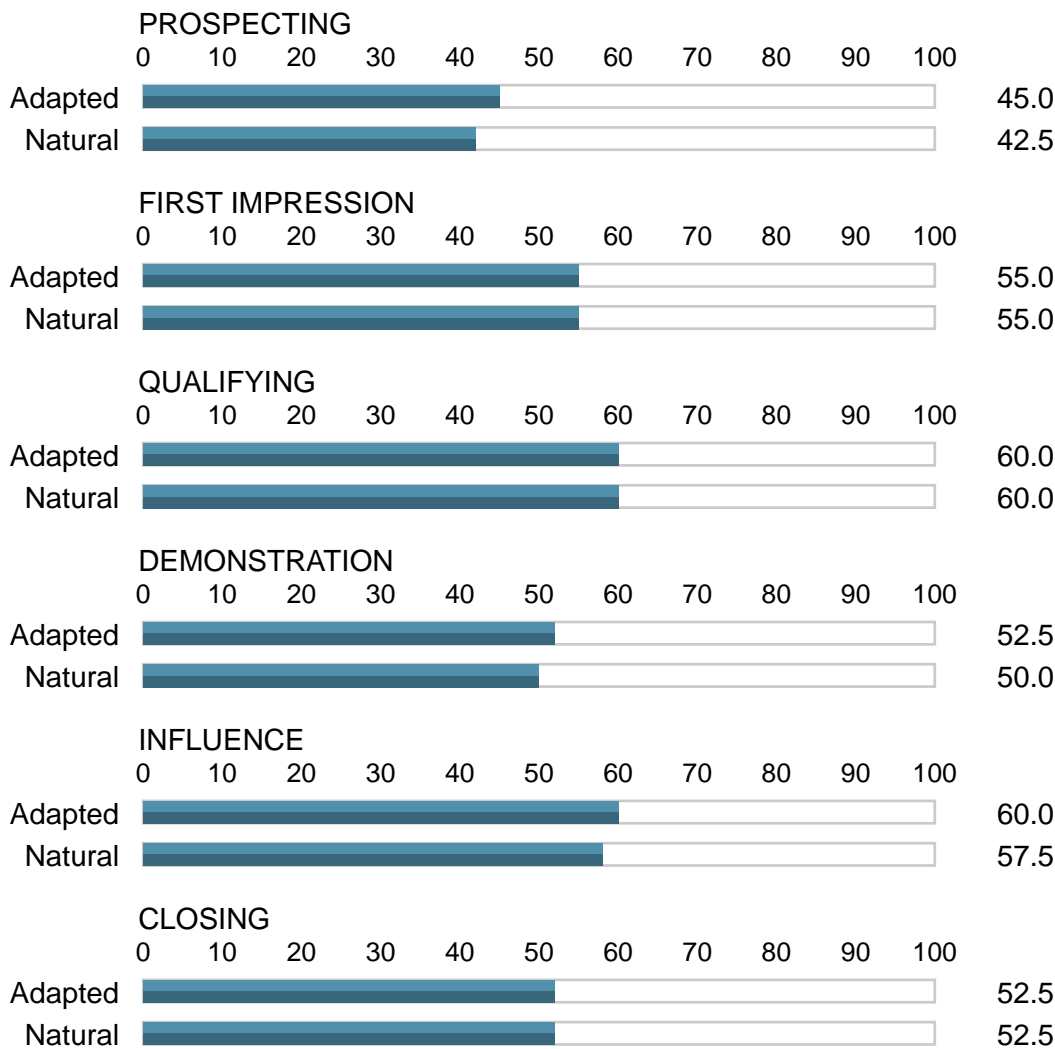 PROSPECTING
0 10 20 30 40 50 60 70 80 90 100
Adapted 45.0
Natural 42.5
FIRST IMPRESSION
0 10 20 30 40 50 60 70 80 90 100
Adapted 55.0
Natural 55.0
QUALIFYING
0 10 20 30 40 50 60 70 80 90 100
Adapted 60.0
Natural 60.0
DEMONSTRATION
0 10 20 30 40 50 60 70 80 90 100
Adapted 52.5
Natural 50.0
INFLUENCE
0 10 20 30 40 50 60 70 80 90 100
Adapted 60.0
Natural 57.5
CLOSING
0 10 20 30 40 50 60 70 80 90 100
Adapted 52.5
Natural 52.5